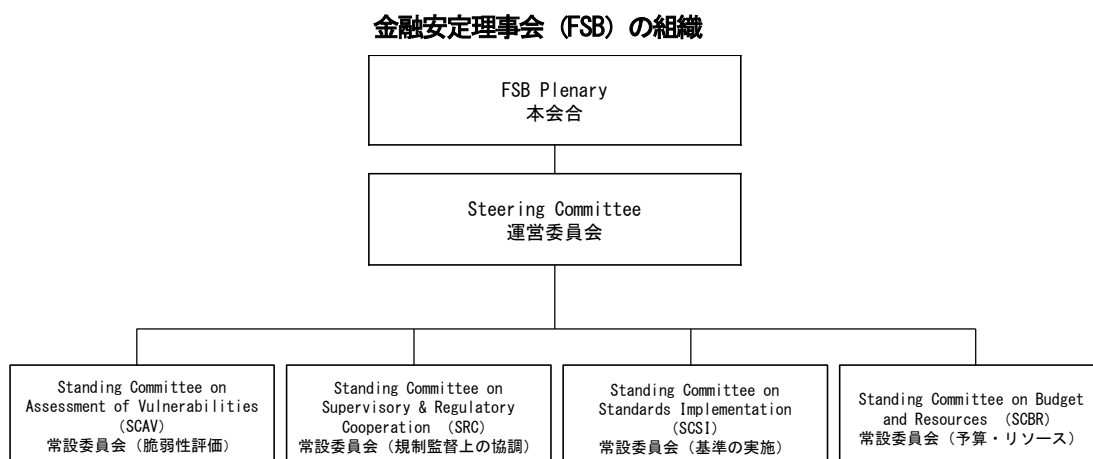 金融安定理事会（FSB）の組織
FSB Plenary
本会合
Steering Committee
運営委員会
Standing Committee on
Assessment of Vulnerabilities
（SCAV）
常設委員会（脆弱性評価）
Standing Committee on
Supervisory & Regulatory
Cooperation （SRC）
常設委員会（規制監督上の協調）
Standing Committee on
Standards Implementation
（SCSI）
常設委員会（基準の実施）
Standing Committee on Budget
and Resources （SCBR）
常設委員会（予算・リソース）